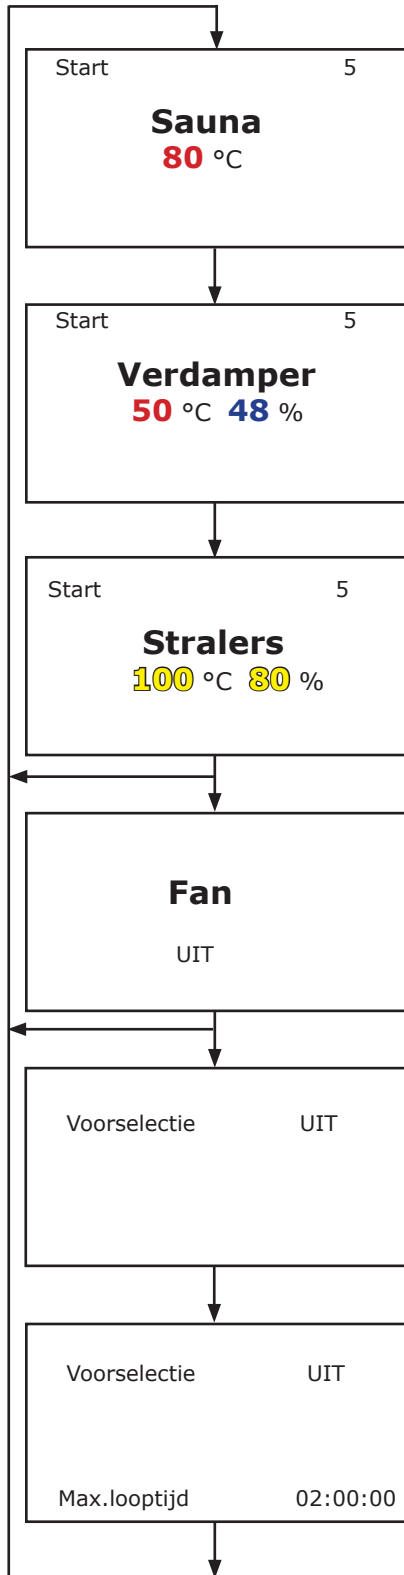 Start 5
Sauna
80 °C
Start 5
Verdamper
50 °C 48 %
Start 5
Stralers
100 °C 80 %
Fan
UIT
Voorselectie UIT
Voorselectie UIT
Max.looptijd 02:00:00